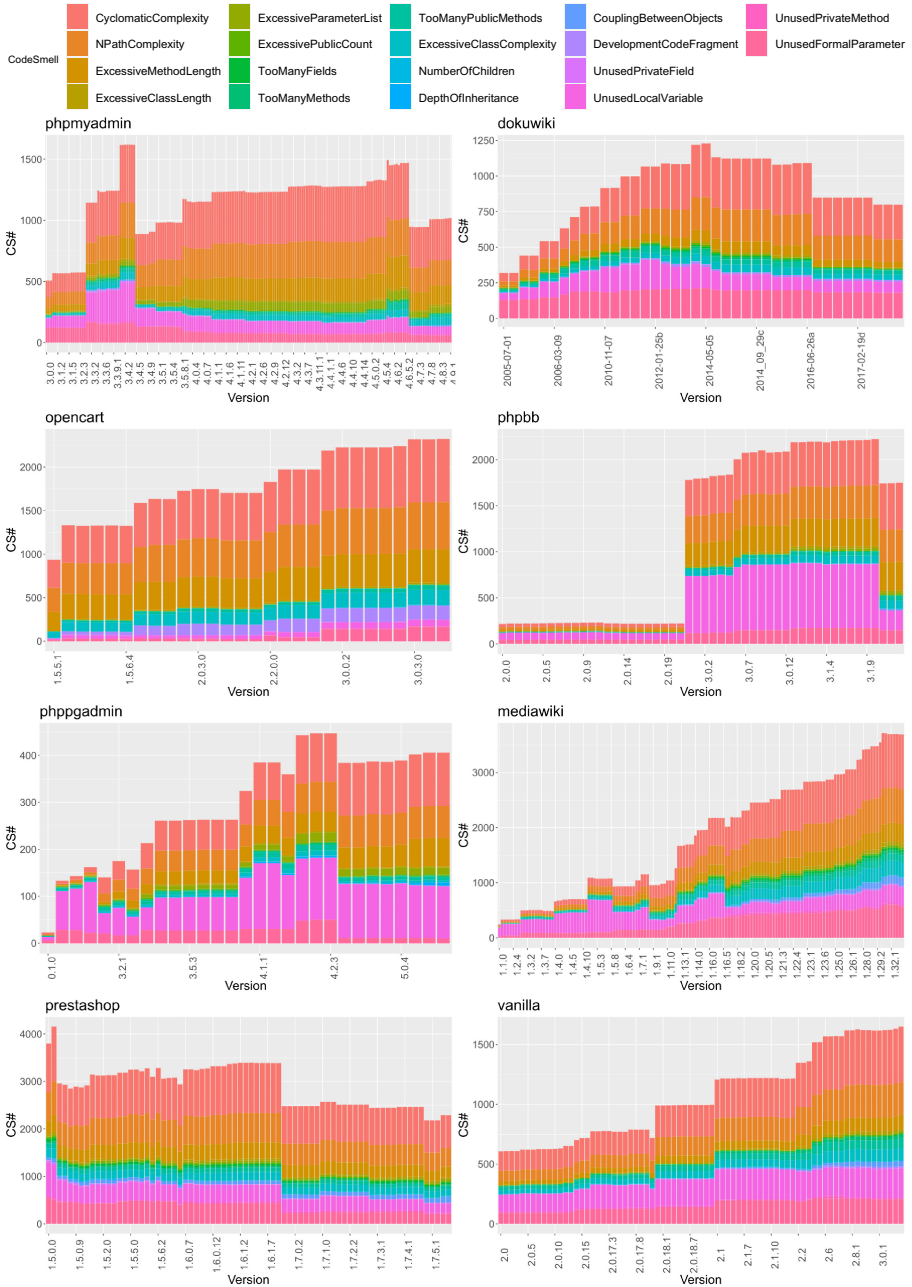 CodeSmell
CyclomaticComplexity
NPathComplexity
ExcessiveMethodLength
ExcessiveClassLength
ExcessiveParameterList
ExcessivePublicCount
TooManyFields
TooManyMethods
TooManyPublicMethods
ExcessiveClassComplexity
NumberOfChildren
DepthOfInheritance
CouplingBetweenObjects
DevelopmentCodeFragment
UnusedPrivateField
UnusedLocalVariable
UnusedPrivateMethod
UnusedFormalParameter
phpmyadmin
CS#
1500
1000
500
0
3.0.0 3.1.2 3.1.5 3.2.3 3.3.2 3.3.6 3.3.9.1 3.4.2 3.4.5 3.4.9 3.5.1 3.5.4 3.5.8.1 4.0.4 4.0.7 4.1.1 4.1.6 4.1.11 4.2.2 4.2.6 4.2.9 4.2.12 4.3.2 4.3.7 4.3.11.1 4.4.1.1 4.4.6 4.4.10 4.4.14 4.5.0.2 4.5.4 4.6.2 4.6.5.2 4.7.3 4.7.8 4.8.3
Version
dokuwiki
CS#
1250
1000
750
500
250
0
2005-07-01 2006-03-09 2010-11-07 2012-01-25b 2014-05-05 2014_09_29c 2016-06-26a 2017-02-19d
Version
opencart
CS#
2000
1500
1000
500
0
1.5.5.1 1.5.6.4 2.0.3.0 2.2.0.0 3.0.0.2 3.0.3.0
Version
phpbb
CS#
2000
1500
1000
500
0
2.0.0 2.0.5 2.0.9 2.0.14 2.0.19 3.0.2 3.0.7 3.0.12 3.1.4 3.1.9
Version
phppgadmin
CS#
400
300
200
100
0
0.1.0 3.2.1 3.5.3 4.1.1 4.2.3 5.0.4
Version
mediawiki
CS#
3000
2000
1000
0
1.1.0 1.2.4 1.3.2 1.3.7 1.4.0 1.4.5 1.4.10 1.5.3 1.5.8 1.6.4 1.7.1 1.9.1 1.11.0 1.13.1 1.14.0 1.16.0 1.16.5 1.18.2 1.20.0 1.20.5 1.21.3 1.22.4 1.23.1 1.23.6 1.25.0 1.26.1 1.28.0 1.29.2 1.32.1
Version
prestashop
CS#
4000
3000
2000
1000
0
1.5.0.0 1.5.0.9 1.5.2.0 1.5.5.0 1.5.6.2 1.6.0.7 1.6.0.12 1.6.1.2 1.6.1.7 1.7.0.2 1.7.1.0 1.7.2.2 1.7.3.1 1.7.4.1 1.7.5.1
Version
vanilla
CS#
1500
1000
500
0
2.0 2.0.5 2.0.10 2.0.15 2.0.17.3 2.0.17.8 2.0.18.1 2.0.18.7 2.1 2.1.7 2.1.10 2.2 2.6 2.8.1 3.0.1
Version